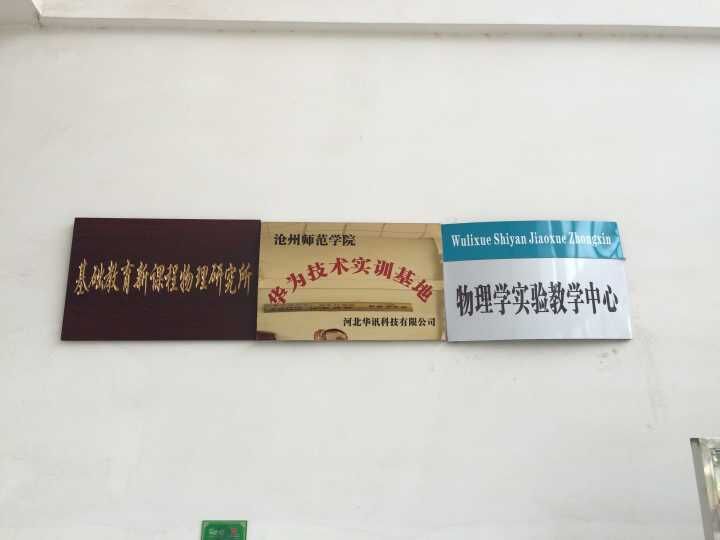 基础教育新课程物理研究所
沧州师范学院
华为技术实训基地
河北华讯科技有限公司
Wulixue Shiyan Jiaoxue Zhongxin
物理学实验教学中心